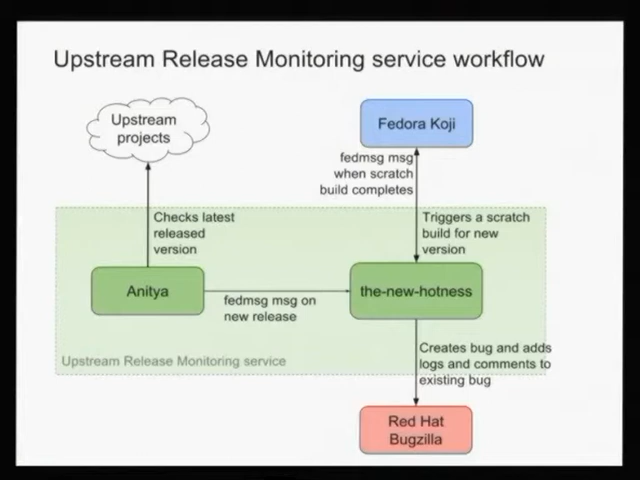 Upstream Release Monitoring service workflow
Upstream
projects
Fedora Koji
fedmsg msg
when scratch
build completes
Checks latest
released
version
Triggers a scratch
build for new
version
Anitya
fedmsg msg on
new release
the-new-hotness
Upstream Release Monitoring service
Creates bug and adds
logs and comments to
existing bug
Red Hat
Bugzilla